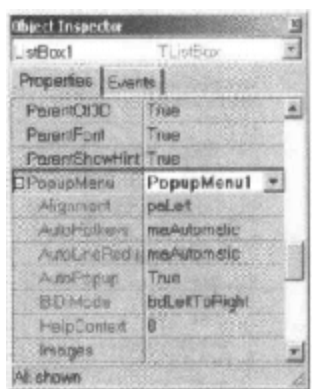 Object Inspector
ListBox1 TListBox
Properties Events
ParentCtl3D True
ParentFont True
ParentShowHint True
PopupMenu PopupMenu1
Alignment paLeft
AutoHotkeys maAutomatic
maAutomatic
AutoPopup True
BiDiMode bdLeftToRight
HelpContext 0
Images
All shown